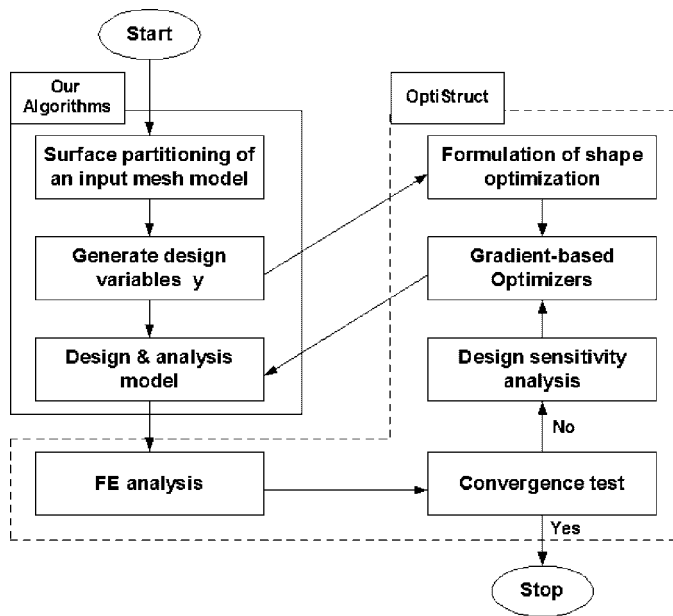 Start
Our
Algorithms
OptiStruct
Surface partitioning of
an input mesh model
Formulation of shape
optimization
Generate design
variables y
Gradient-based
Optimizers
Design & analysis
model
Design sensitivity
analysis
No
FE analysis
Convergence test
Yes
Stop